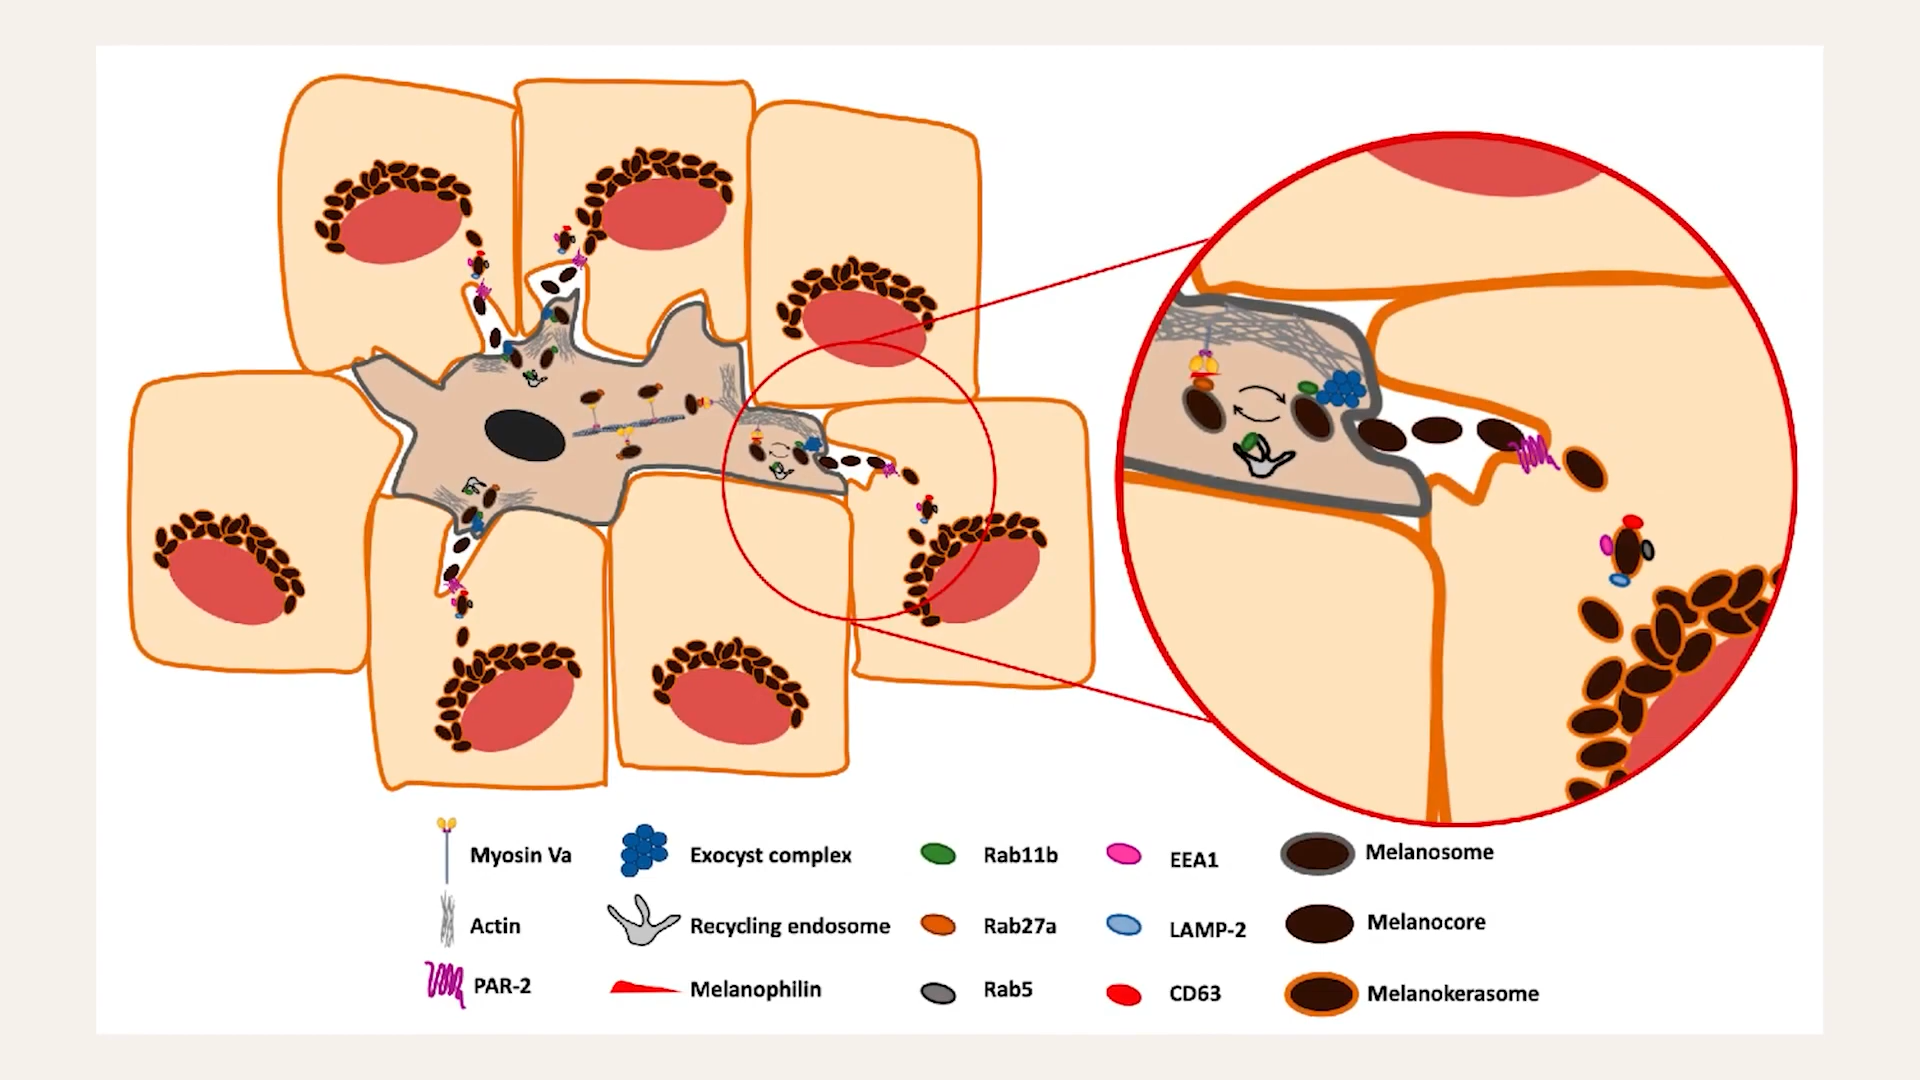 Myosin Va
Exocyst complex
Rab11b
EEA1
Melanosome
Actin
Recycling endosome
Rab27a
LAMP-2
Melanocore
PAR-2
Melanophilin
Rab5
CD63
Melanokerasome